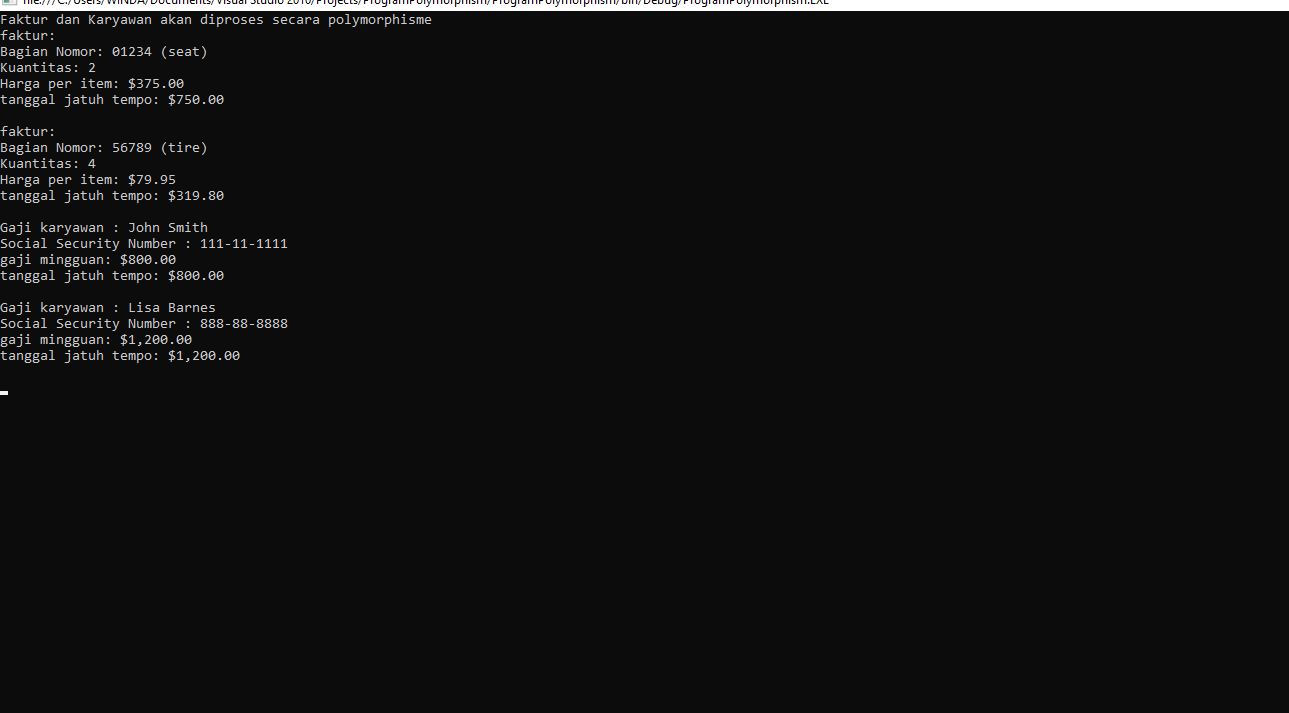 file:///C:/Users/WINDA/Documents/Visual Studio 2010/Projects/ProgramPolymorphism/ProgramPolymorphism/bin/Debug/ProgramPolymorphism.EXE
Faktur dan Karyawan akan diproses secara polymorphisme
faktur:
Bagian Nomor: 01234 (seat)
Kuantitas: 2
Harga per item: $375.00
tanggal jatuh tempo: $750.00
faktur:
Bagian Nomor: 56789 (tire)
Kuantitas: 4
Harga per item: $79.95
tanggal jatuh tempo: $319.80
Gaji karyawan : John Smith
Social Security Number : 111-11-1111
gaji mingguan: $800.00
tanggal jatuh tempo: $800.00
Gaji karyawan : Lisa Barnes
Social Security Number : 888-88-8888
gaji mingguan: $1,200.00
tanggal jatuh tempo: $1,200.00